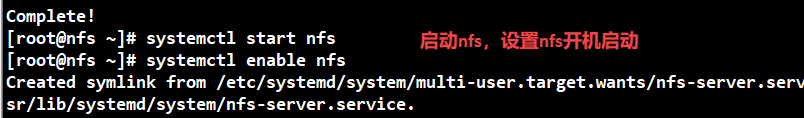 Complete!
[root@nfs ~]# systemctl start nfs
启动nfs，设置nfs开机启动
[root@nfs ~]# systemctl enable nfs
Created symlink from /etc/systemd/system/multi-user.target.wants/nfs-server.serv
sr/lib/systemd/system/nfs-server.service.